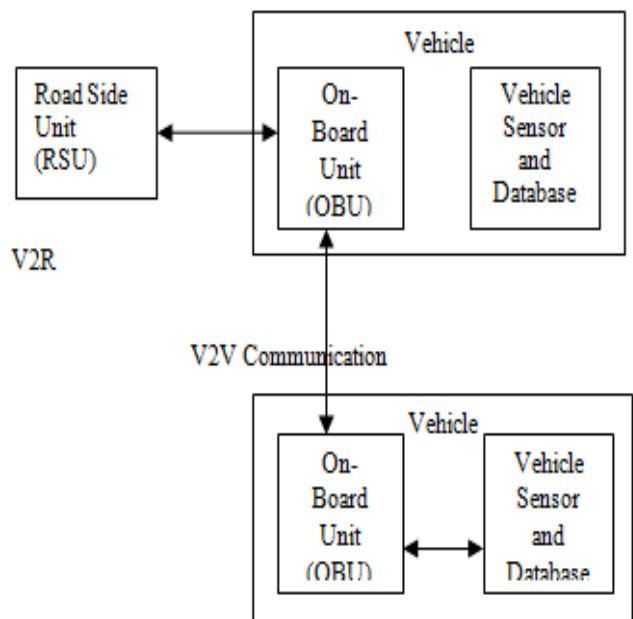 Vehicle
Road Side
Unit
(RSU)
On-
Board
Unit
(OBU)
Vehicle
Sensor
and
Database
V2R
V2V Communication
Vehicle
On-
Board
Unit
(OBU)
Vehicle
Sensor
and
Database